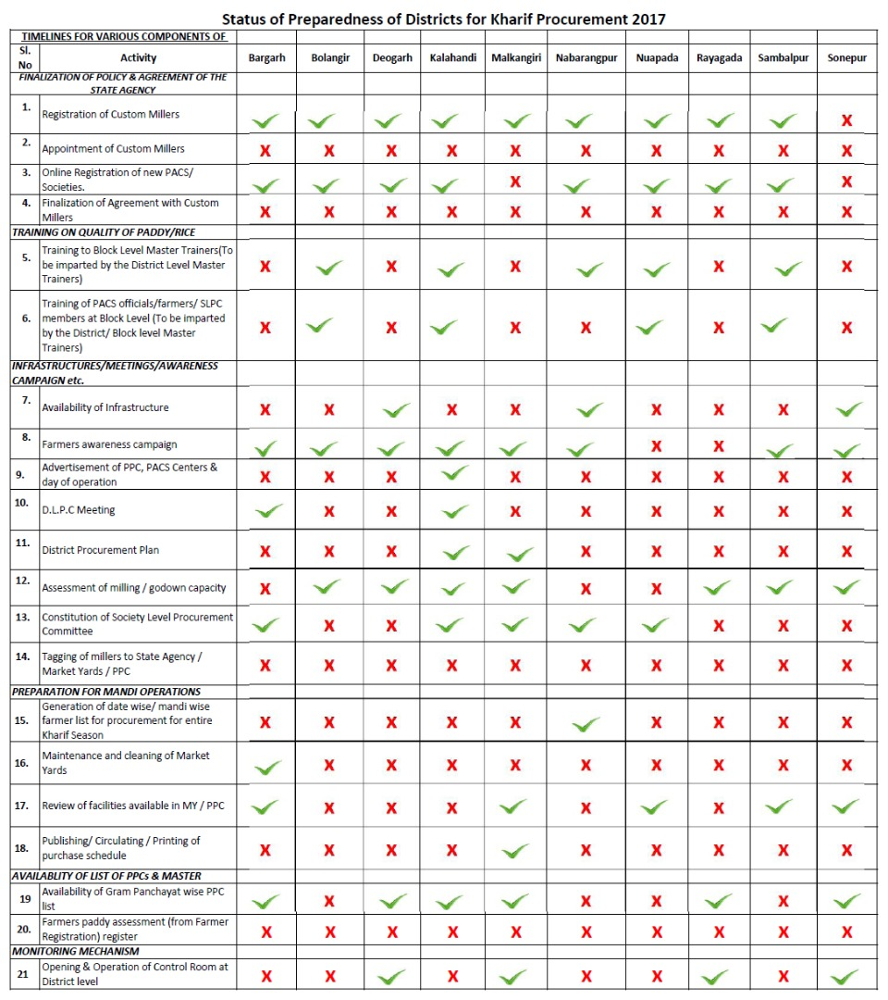 Status of Preparedness of Districts for Kharif Procurement 2017
TIMELINES FOR VARIOUS COMPONENTS OF
Sl. No Activity Bargarh Bolangir Deogarh Kalahandi Malkangiri Nabarangpur Nuapada Rayagada Sambalpur Sonepur
FINALIZATION OF POLICY & AGREEMENT OF THE
STATE AGENCY
1. Registration of Custom Millers ✓ ✓ ✓ ✓ ✓ ✓ ✓ ✓ ✓ X
2. Appointment of Custom Millers X X X X X X X X X X
3. Online Registration of new PACS/
Societies. ✓ ✓ ✓ ✓ X ✓ ✓ ✓ ✓ X
4. Finalization of Agreement with Custom
Millers X X X X X X X X X X
TRAINING ON QUALITY OF PADDY/RICE
5. Training to Block Level Master Trainers(To
be imparted by the District Level Master
Trainers) X ✓ X ✓ X ✓ ✓ X ✓ X
6. Training of PACS officials/farmers/ SLPC
members at Block Level (To be imparted
by the District/ Block level Master
Trainers) X ✓ X ✓ X X ✓ X ✓ X
INFRASTRUCTURES/MEETINGS/AWARENESS
CAMPAIGN etc.
7. Availability of Infrastructure X X ✓ X X ✓ X X X ✓
8. Farmers awareness campaign ✓ ✓ ✓ ✓ ✓ ✓ X X ✓ ✓
9. Advertisement of PPC, PACS Centers &
day of operation X X X ✓ X X X X X X
10. D.L.P.C Meeting ✓ X X ✓ X X X X X X
11. District Procurement Plan X X X ✓ ✓ X X X X X
12. Assessment of milling / godown capacity X ✓ ✓ ✓ ✓ X X ✓ ✓ ✓
13. Constitution of Society Level Procurement
Committee ✓ X X ✓ ✓ ✓ ✓ X X X
14. Tagging of millers to State Agency /
Market Yards / PPC X X X X X X X X X X
PREPARATION FOR MANDI OPERATIONS
15. Generation of date wise/ mandi wise
farmer list for procurement for entire
Kharif Season X X X X X ✓ X X X X
16. Maintenance and cleaning of Market
Yards ✓ X X X X X X X X X
17. Review of facilities available in MY / PPC ✓ X X X ✓ X ✓ X ✓ ✓
18. Publishing/ Circulating / Printing of
purchase schedule X X X X ✓ X X X X X
AVAILABLITY OF LIST OF PPCs & MASTER
19 Availability of Gram Panchayat wise PPC
list ✓ X ✓ ✓ ✓ X X ✓ X ✓
20. Farmers paddy assessment (from Farmer
Registration) register X X X X X X X X X X
MONITORING MECHANISM
21 Opening & Operation of Control Room at
District level X X ✓ X ✓ X X ✓ X ✓